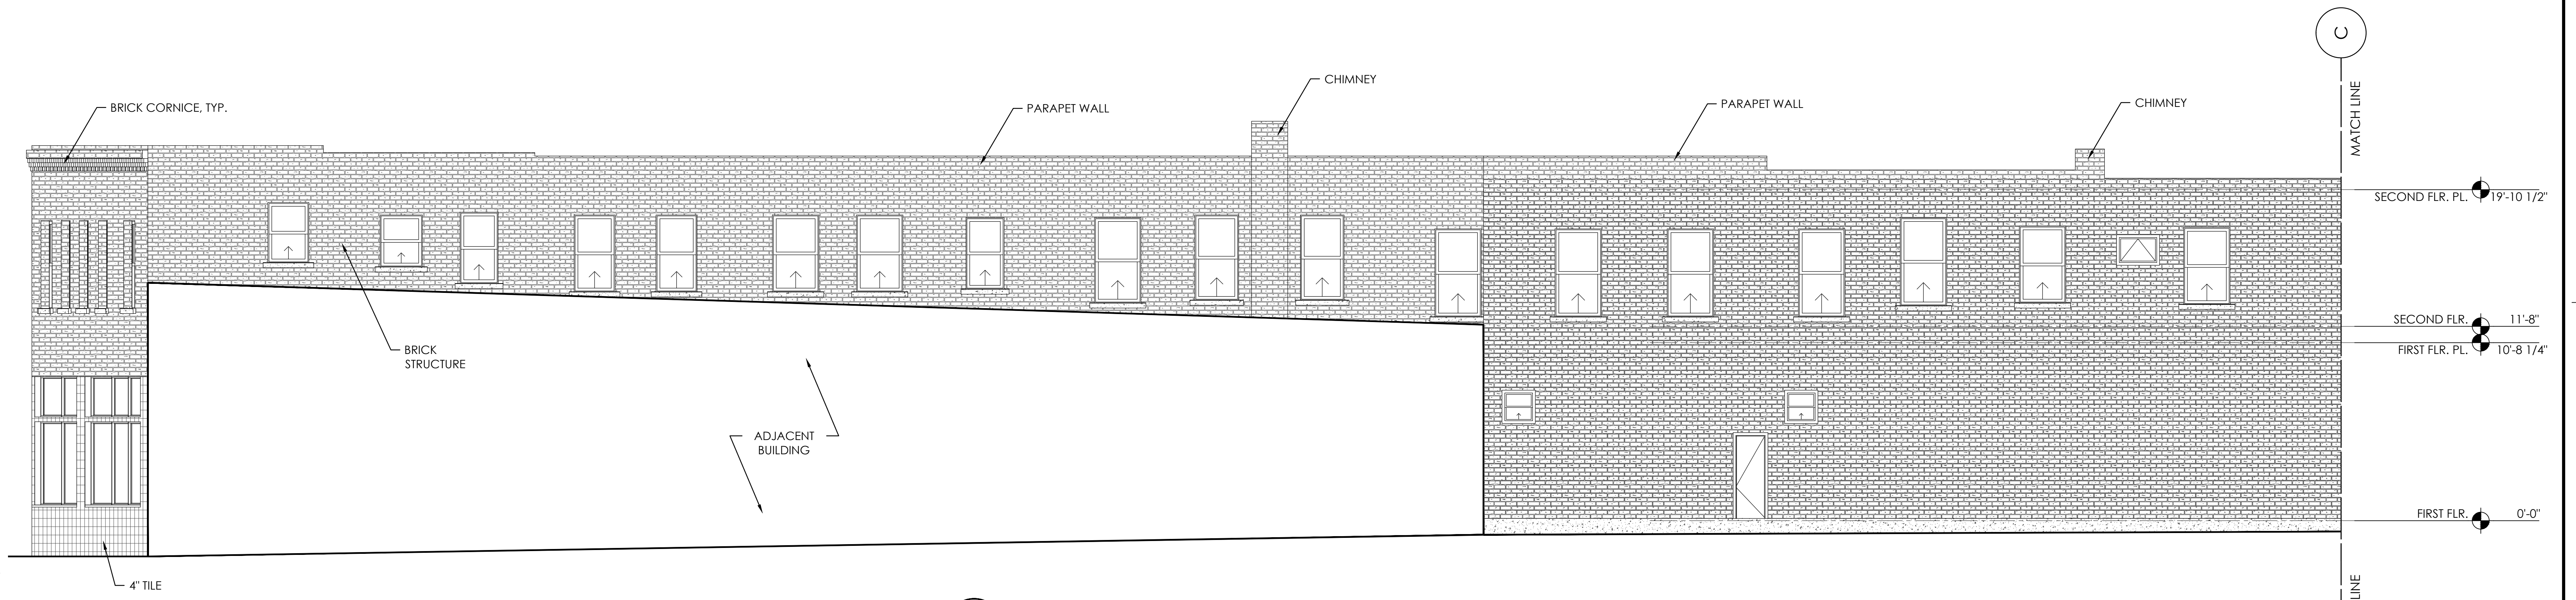 C
MATCH LINE
CHIMNEY
BRICK CORNICE, TYP.
PARAPET WALL
PARAPET WALL
CHIMNEY
SECOND FLR. PL.
19'-10 1/2"
SECOND FLR.
11'-8"
FIRST FLR. PL.
10'-8 1/4"
BRICK
STRUCTURE
ADJACENT
BUILDING
FIRST FLR.
0'-0"
4" TILE
LINE